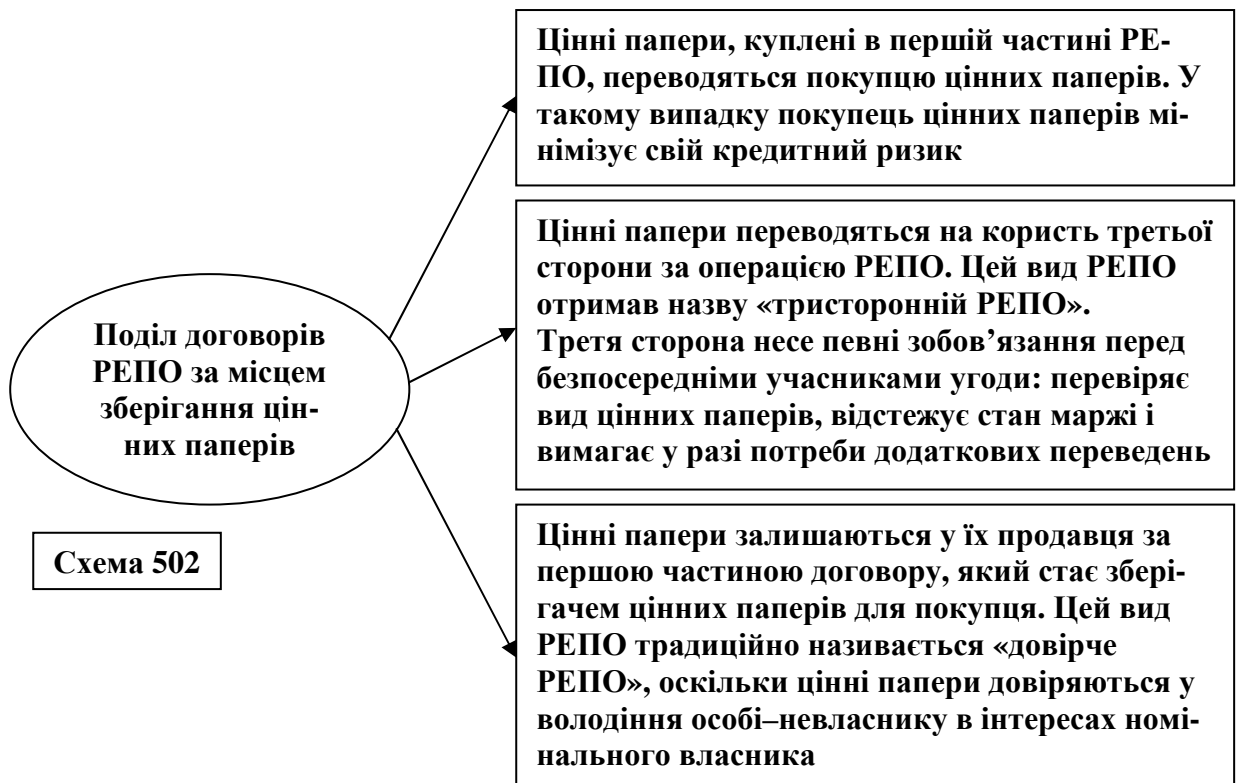 Цінні папери, куплені в першій частині РЕ-
ПО, переводяться покупцю цінних паперів. У
такому випадку покупець цінних паперів мі-
німізує свій кредитний ризик
Цінні папери переводяться на користь третьої
сторони за операцією РЕПО. Цей вид РЕПО
отримав назву «тристоронній РЕПО».
Третя сторона несе певні зобов’язання перед
безпосередніми учасниками угоди: перевіряє
вид цінних паперів, відстежує стан маржі і
вимагає у разі потреби додаткових переведень
Поділ договорів
РЕПО за місцем
зберігання цін-
них паперів
Схема 502
Цінні папери залишаються у їх продавця за
першою частиною договору, який стає збері-
гачем цінних паперів для покупця. Цей вид
РЕПО традиційно називається «довірче
РЕПО», оскільки цінні папери довіряються у
володіння особі–невласнику в інтересах номі-
нального власника